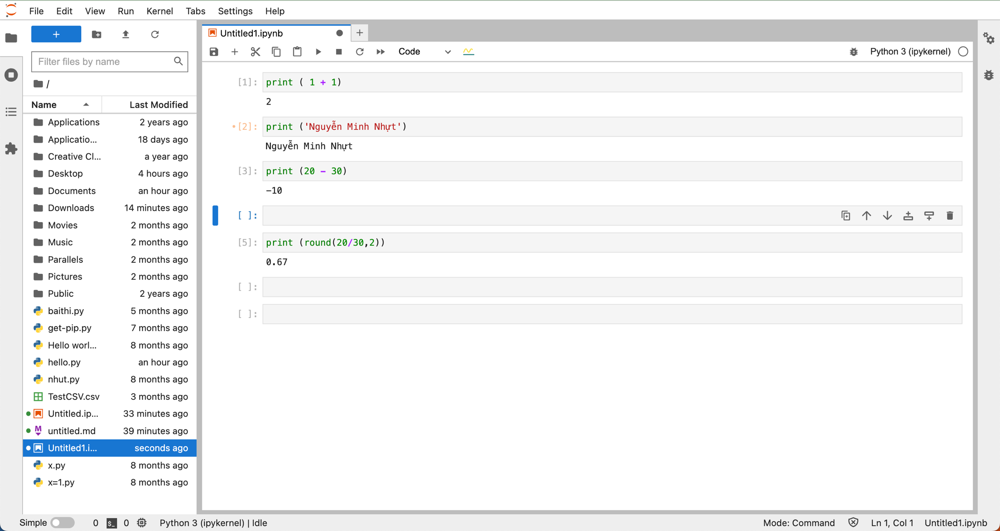 File Edit View Run Kernel Tabs Settings Help
Filter files by name
/
Name Last Modified
Applications 2 years ago
Applicatio... 18 days ago
Creative Cl... a year ago
Desktop 4 hours ago
Documents an hour ago
Downloads 14 minutes ago
Movies 2 months ago
Music 2 months ago
Parallels 2 months ago
Pictures 2 months ago
Public 2 years ago
baithi.py 5 months ago
get-pip.py 7 months ago
Hello worl... 8 months ago
hello.py an hour ago
nhut.py 8 months ago
TestCSV.csv 3 months ago
Untitled.ip... 33 minutes ago
untitled.md 39 minutes ago
Untitled1.i... seconds ago
x.py 8 months ago
x=1.py 8 months ago
Untitled1.ipynb
Code Python 3 (ipykernel)
[1]: print ( 1 + 1)
2
[2]: print ('Nguyễn Minh Nhựt')
Nguyễn Minh Nhựt
[3]: print (20 - 30)
-10
[ ]:
[5]: print (round(20/30,2))
0.67
[ ]:
[ ]:
Simple 0 $_ 0 Python 3 (ipykernel) | Idle Mode: Command Ln 1, Col 1 Untitled1.ipynb